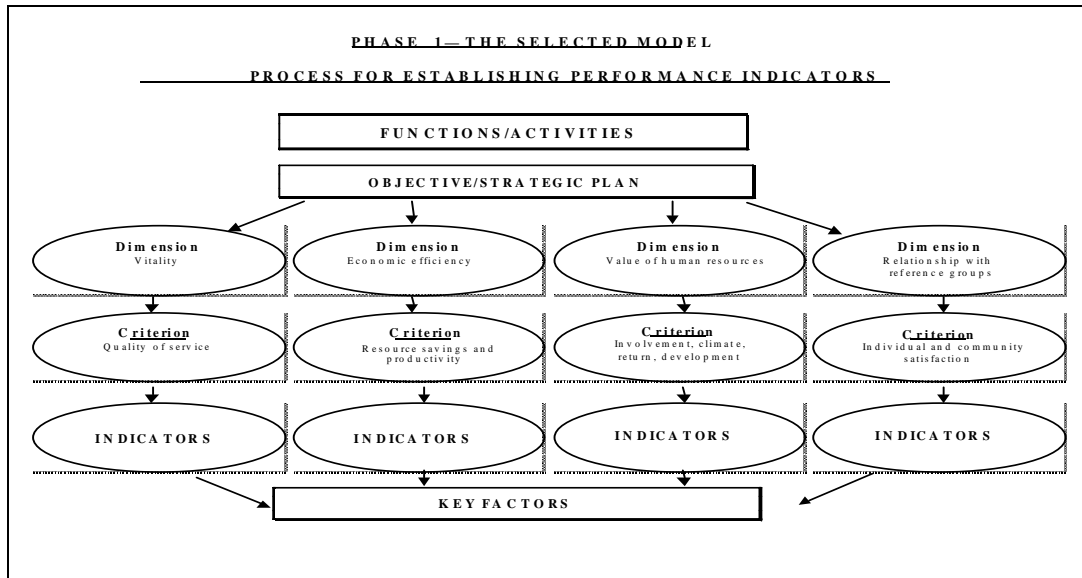 PHASE 1—THE SELECTED MODEL
PROCESS FOR ESTABLISHING PERFORMANCE INDICATORS
FUNCTIONS/ACTIVITIES
OBJECTIVE/STRATEGIC PLAN
Dimension
Vitality
Dimension
Economic efficiency
Dimension
Value of human resources
Dimension
Relationship with
reference groups
Criterion
Quality of service
Criterion
Resource savings and
productivity
Criterion
Involvement, climate,
return, development
Criterion
Individual and community
satisfaction
INDICATORS
INDICATORS
INDICATORS
INDICATORS
KEY FACTORS